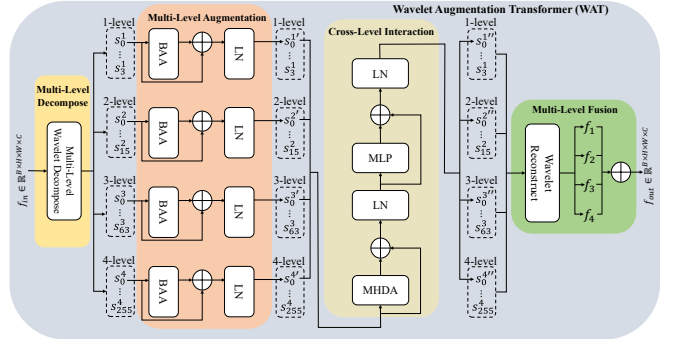 Wavelet Augmentation Transformer (WAT)
f_in ∈ ℝ^{B×H×W×C}
Multi-Level
Decompose
Multi-Level
Wavelet Decompose
1-level
s_0^1
...
s_3^1
2-level
s_0^2
...
s_15^2
3-level
s_0^3
...
s_63^3
4-level
s_0^4
...
s_255^4
Multi-Level Augmentation
BAA
LN
BAA
LN
BAA
LN
BAA
LN
1-level
s_0^1'
...
s_3^1
2-level
s_0^2'
...
s_15^2
3-level
s_0^3'
...
s_63^3
4-level
s_0^4'
...
s_255^4
Cross-Level Interaction
LN
MLP
LN
MHDA
1-level
s_0^1''
...
s_3^1
2-level
s_0^2''
...
s_15^2
3-level
s_0^3''
...
s_63^3
4-level
s_0^4''
...
s_255^4
Multi-Level Fusion
Wavelet
Reconstruct
f_1
f_2
f_3
f_4
f_out ∈ ℝ^{B×H×W×C}